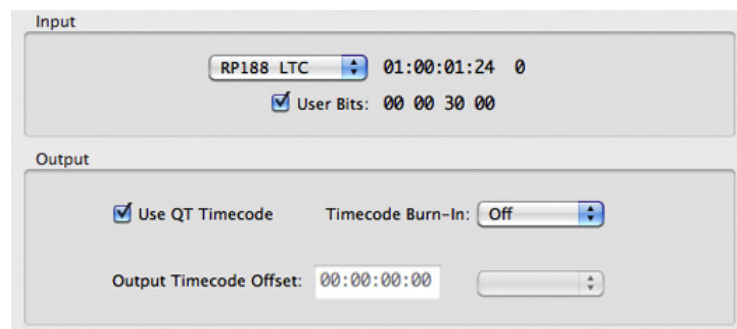 Input
RP188 LTC 01:00:01:24 0
User Bits: 00 00 30 00
Output
Use QT Timecode Timecode Burn-In: Off
Output Timecode Offset: 00:00:00:00